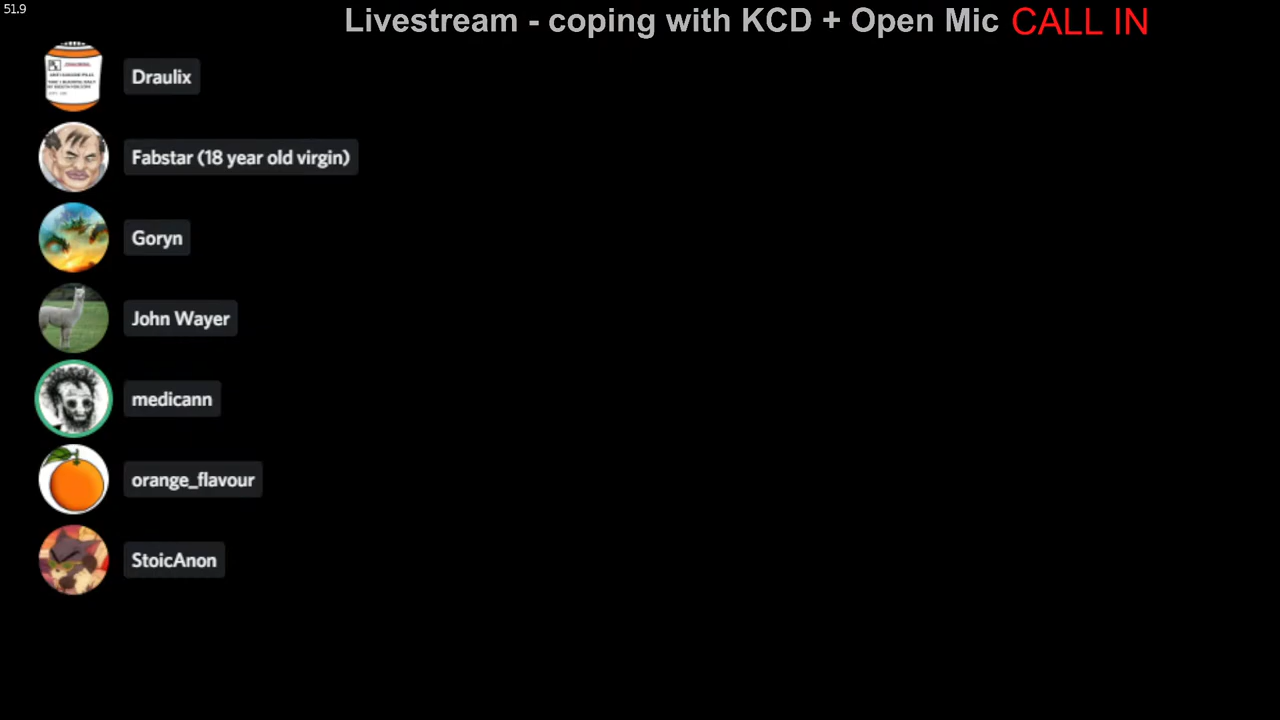 51.9
Livestream - coping with KCD + Open Mic CALL IN
Draulix
Fabstar (18 year old virgin)
Goryn
John Wayer
medicann
orange_flavour
StoicAnon